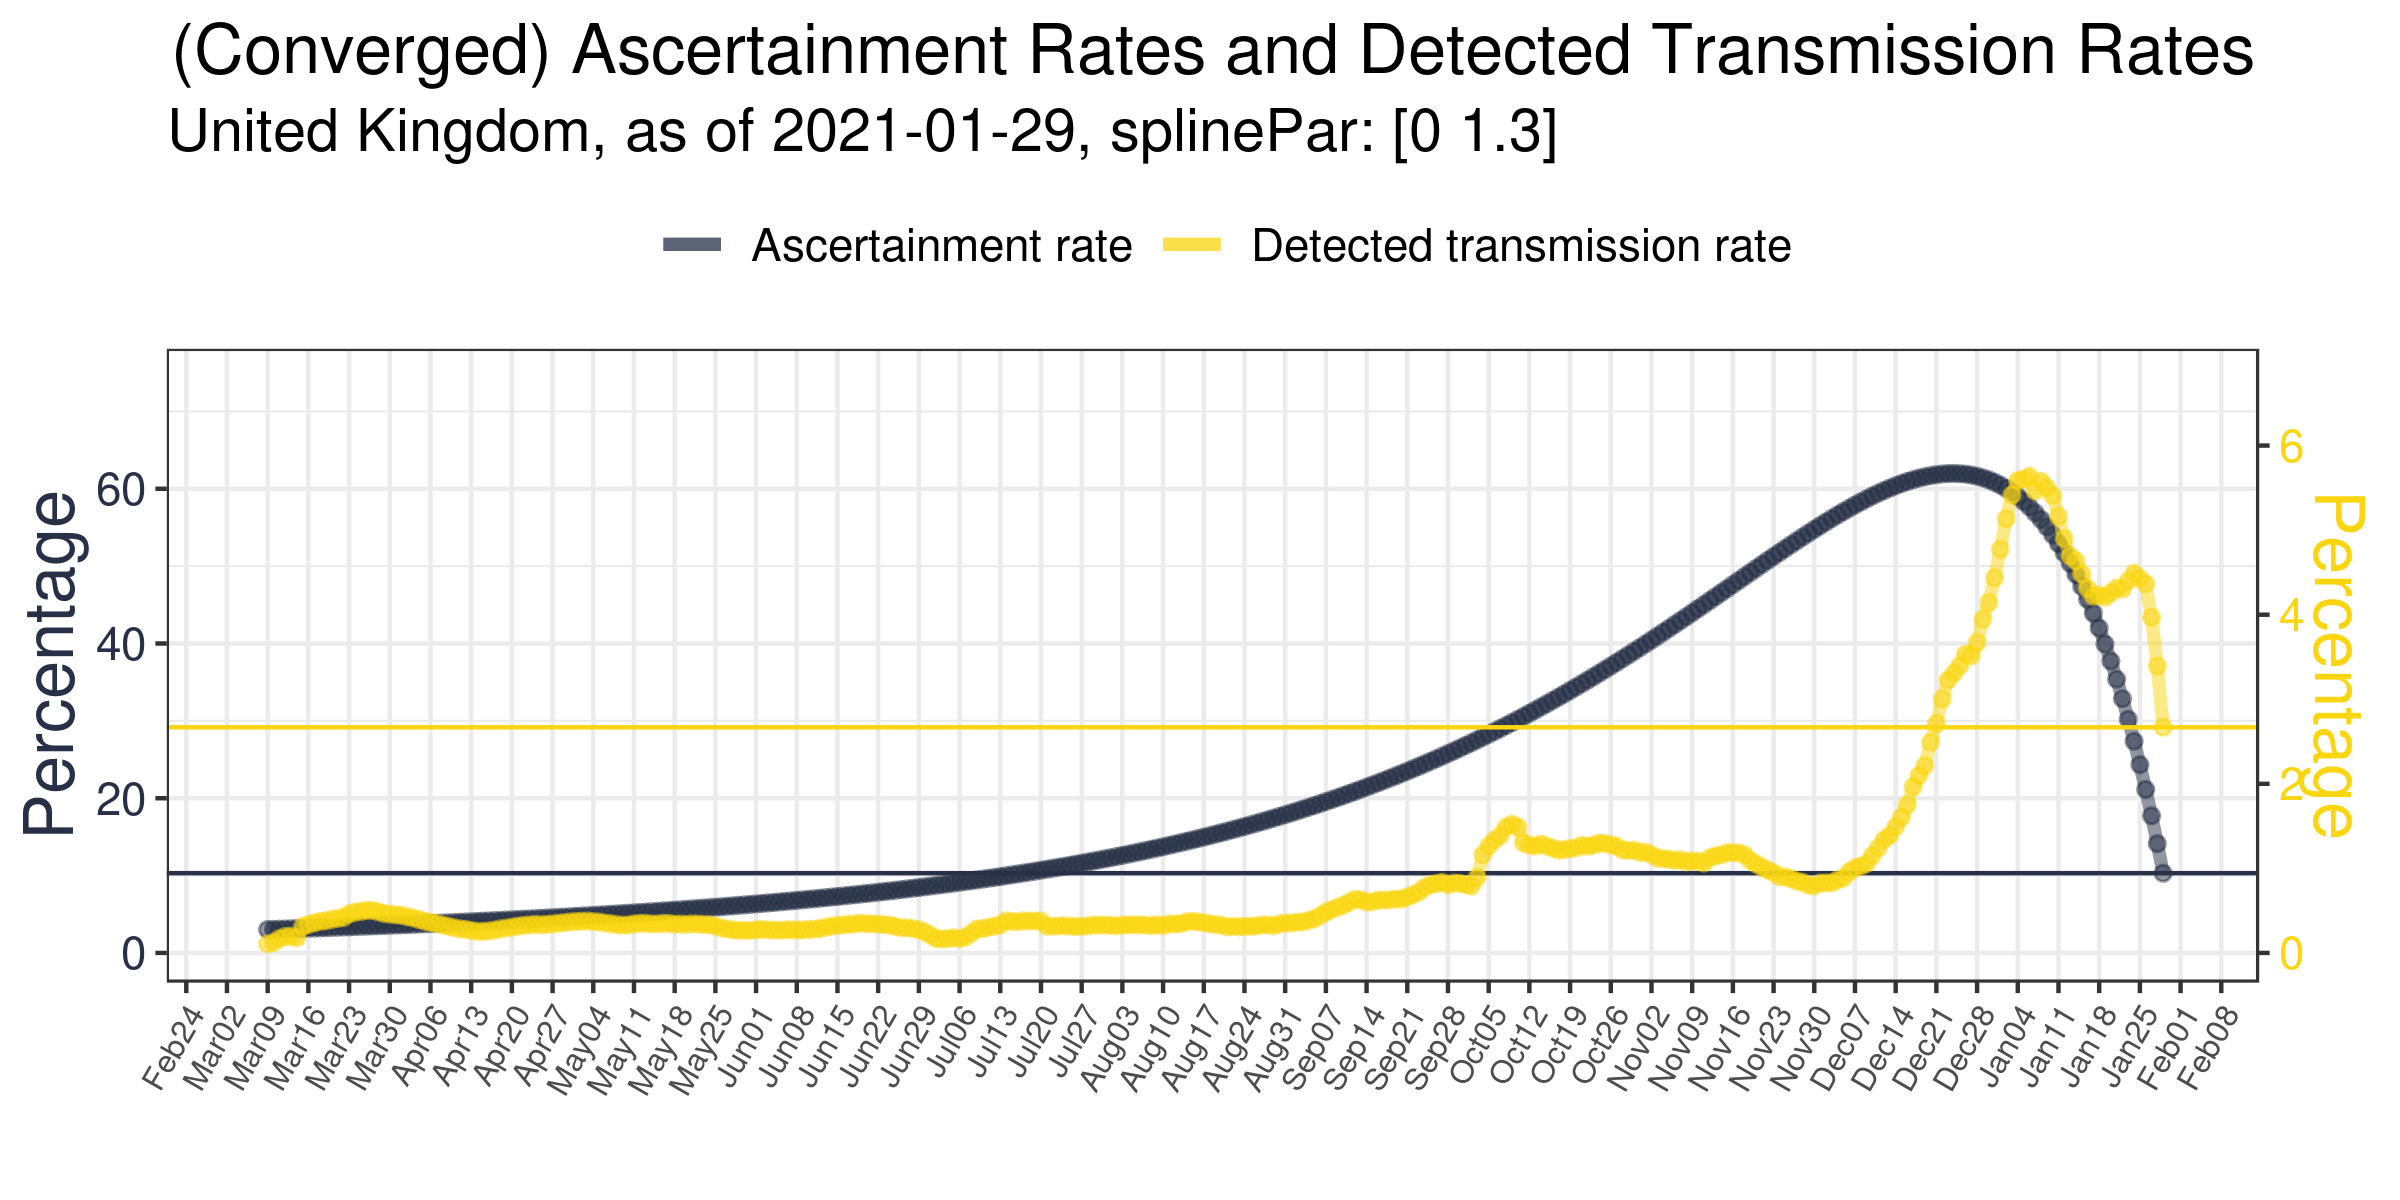 (Converged) Ascertainment Rates and Detected Transmission Rates
United Kingdom, as of 2021-01-29, splinePar: [0 1.3]
Ascertainment rate
Detected transmission rate
Percentage
60
40
20
0
6
4
2
0
Percentage
Feb24
Mar02
Mar09
Mar16
Mar23
Mar30
Apr06
Apr13
Apr20
Apr27
May04
May11
May18
May25
Jun01
Jun08
Jun15
Jun22
Jun29
Jul06
Jul13
Jul20
Jul27
Aug03
Aug10
Aug17
Aug24
Aug31
Sep07
Sep14
Sep21
Sep28
Oct05
Oct12
Oct19
Oct26
Nov02
Nov09
Nov16
Nov23
Nov30
Dec07
Dec14
Dec21
Dec28
Jan04
Jan11
Jan18
Jan25
Feb01
Feb08